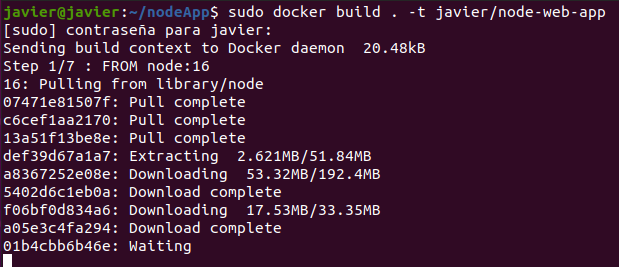 javier@javier:~/nodeApp$ sudo docker build . -t javier/node-web-app
[sudo] contraseña para javier:
Sending build context to Docker daemon  20.48kB
Step 1/7 : FROM node:16
16: Pulling from library/node
07471e81507f: Pull complete
c6cef1aa2170: Pull complete
13a51f13be8e: Pull complete
def39d67a1a7: Extracting  2.621MB/51.84MB
a8367252e08e: Downloading  53.32MB/192.4MB
5402d6c1eb0a: Download complete
f06bf0d834a6: Downloading  17.53MB/33.35MB
a05e3c4fa294: Download complete
01b4cbb6b46e: Waiting